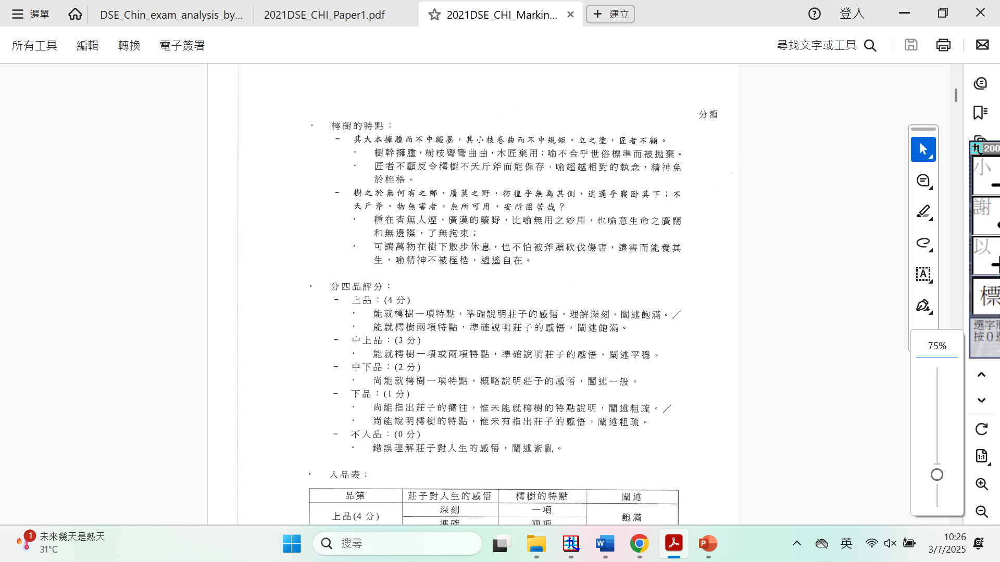 選單
DSE_Chin_exam_analysis_by...
2021DSE_CHI_Paper1.pdf
2021DSE_CHI_Markin...
建立
登入
所有工具
編輯
轉換
電子簽署
尋找文字或工具
分額
· 樗樹的特點：
- 其大本擁腫而不中繩墨，其小枝卷曲而不中規矩。立之塗，匠者不顧。
· 樹幹擁腫，樹枝彎彎曲曲，木匠棄用；喻不合乎世俗標準而被拋棄。
· 匠者不顧反令樗樹不夭斤斧而能保存，喻超越相對的執念，精神免
於桎梏。
- 樹之於無何有之鄉，廣莫之野，彷徨乎無為其側，逍遙乎寢卧其下；不
夭斤斧，物無害者。無所可用，安所困苦哉？
· 種在杳無人煙、廣漠的曠野，比喻無用之妙用，也喻意生命之廣闊
和無邊際，了無拘束；
· 可讓萬物在樹下散步休息，也不怕被斧頭砍伐傷害，遠害而能養其
生，喻精神不被桎梏，逍遙自在。
· 分四品評分：
- 上品：(4 分)
· 能就樗樹一項特點，準確說明莊子的感悟，理解深刻，闡述飽滿。／
· 能就樗樹兩項特點，準確說明莊子的感悟，闡述飽滿。
- 中上品：(3 分)
· 能就樗樹一項或兩項特點，準確說明莊子的感悟，闡述平穩。
- 中下品：(2 分)
· 尚能就樗樹一項特點，概略說明莊子的感悟，闡述一般。
- 下品：(1 分)
· 尚能指出莊子的嚮往，惟未能就樗樹的特點說明，闡述粗疏。／
· 尚能說明樗樹的特點，惟未有指出莊子的感悟，闡述粗疏。
- 不入品：(0 分)
· 錯誤理解莊子對人生的感悟，闡述紊亂。
· 入品表：
品第 莊子對人生的感悟 樗樹的特點 闡述
上品(4 分) 深刻 一項 飽滿
準確 兩項
200
小
謝
以
標
選字
按０
75%
1
未來幾天是熱天
31°C
搜尋
英
10:26
3/7/2025